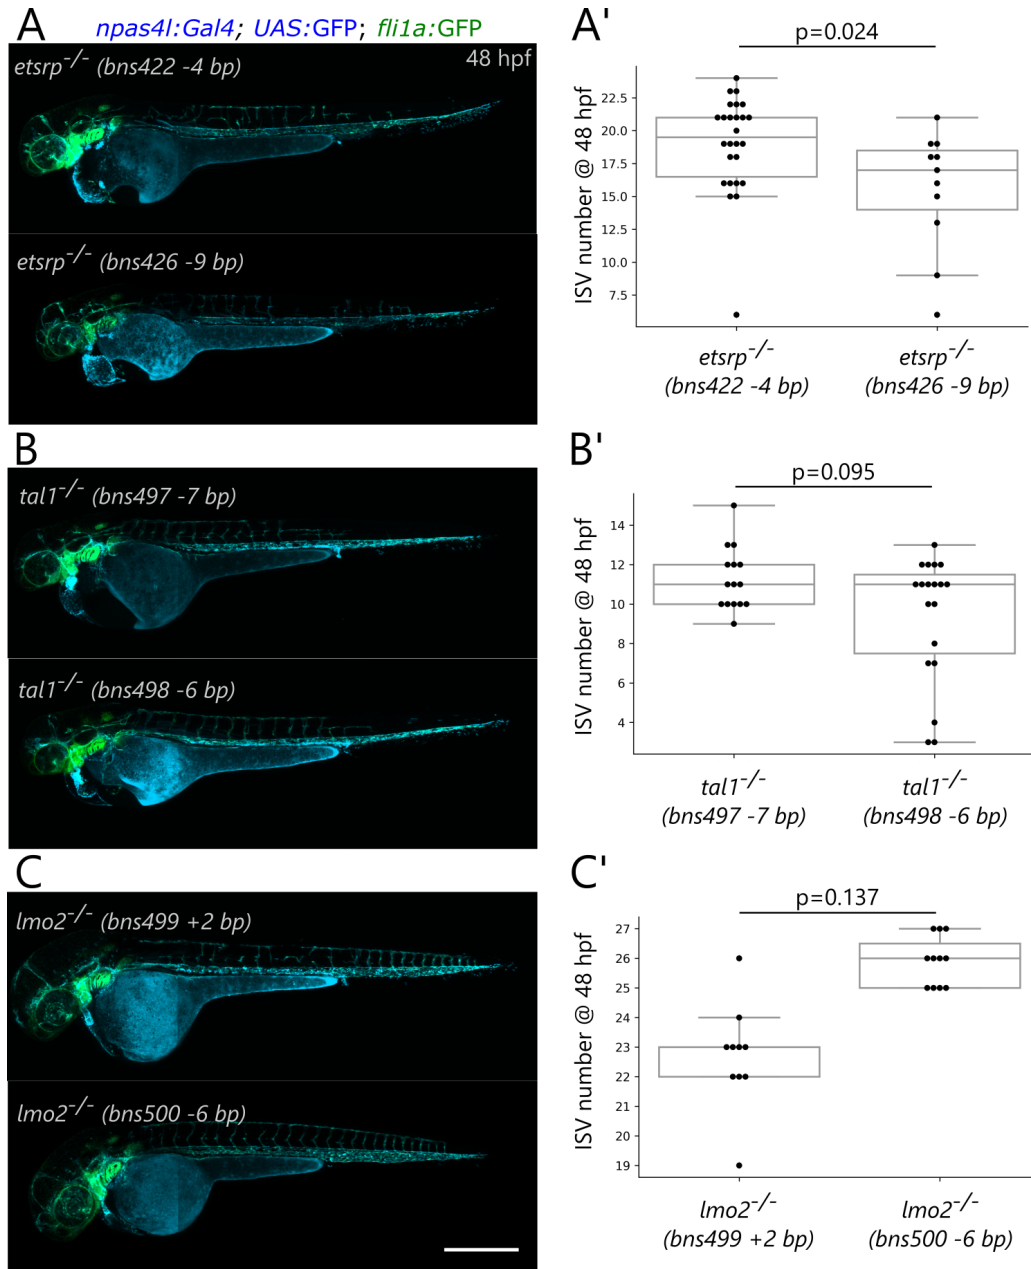 A
npas4l:Gal4; UAS:GFP; fli1a:GFP
etsrp-/- (bns422 -4 bp)
48 hpf
etsrp-/- (bns426 -9 bp)
A'
p=0.024
ISV number @ 48 hpf
22.5
20.0
17.5
15.0
12.5
10.0
7.5
etsrp-/-
(bns422 -4 bp)
etsrp-/-
(bns426 -9 bp)
B
tal1-/- (bns497 -7 bp)
tal1-/- (bns498 -6 bp)
B'
p=0.095
ISV number @ 48 hpf
14
12
10
8
6
4
tal1-/-
(bns497 -7 bp)
tal1-/-
(bns498 -6 bp)
C
lmo2-/- (bns499 +2 bp)
lmo2-/- (bns500 -6 bp)
C'
p=0.137
ISV number @ 48 hpf
27
26
25
24
23
22
21
20
19
lmo2-/-
(bns499 +2 bp)
lmo2-/-
(bns500 -6 bp)